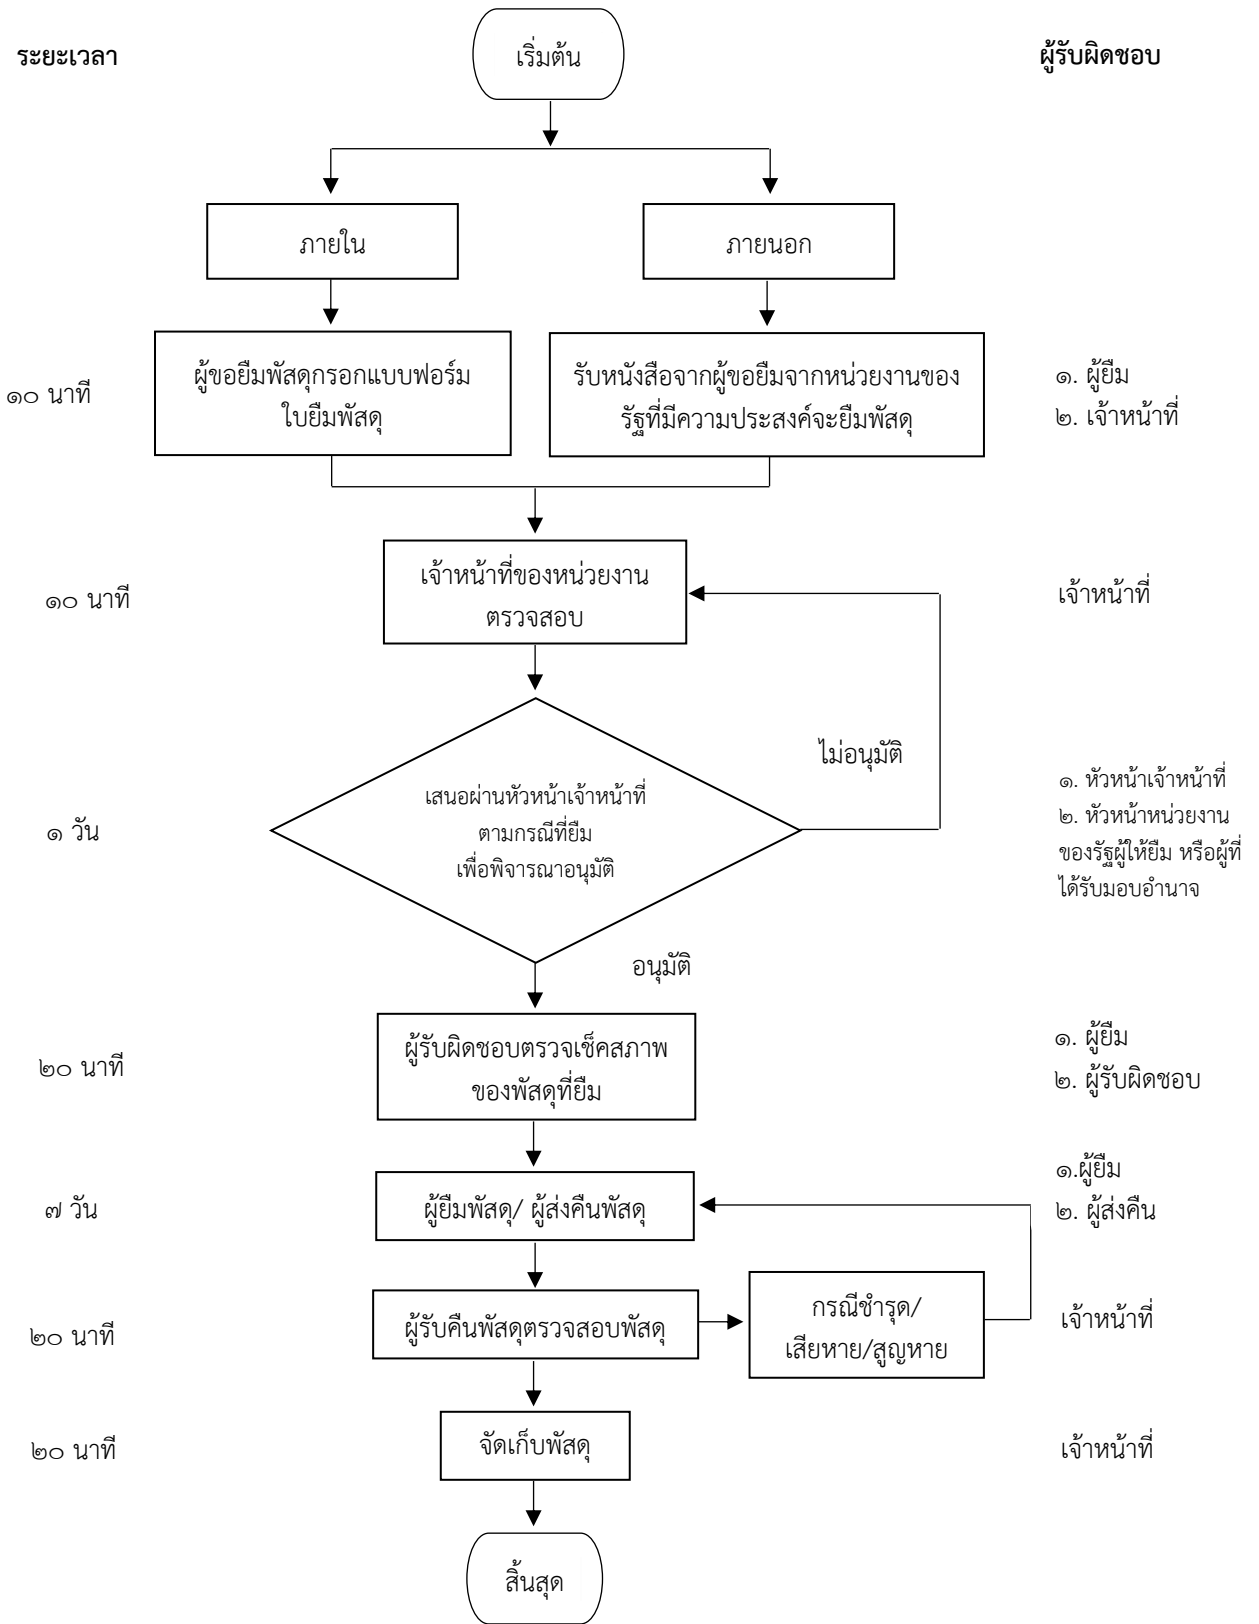 ระยะเวลา
เริ่มต้น
ผู้รับผิดชอบ
ภายใน
ภายนอก
๑๐ นาที
ผู้ขอยืมพัสดุกรอกแบบฟอร์ม
ใบยืมพัสดุ
รับหนังสือจากผู้ขอยืมจากหน่วยงานของ
รัฐที่มีความประสงค์จะยืมพัสดุ
๑. ผู้ยืม
๒. เจ้าหน้าที่
๑๐ นาที
เจ้าหน้าที่ของหน่วยงาน
ตรวจสอบ
เจ้าหน้าที่
ไม่อนุมัติ
๑ วัน
เสนอผ่านหัวหน้าเจ้าหน้าที่
ตามกรณีที่ยืม
เพื่อพิจารณาอนุมัติ
๑. หัวหน้าเจ้าหน้าที่
๒. หัวหน้าหน่วยงาน
ของรัฐผู้ให้ยืม หรือผู้ที่
ได้รับมอบอำนาจ
อนุมัติ
๒๐ นาที
ผู้รับผิดชอบตรวจเช็คสภาพ
ของพัสดุที่ยืม
๑. ผู้ยืม
๒. ผู้รับผิดชอบ
๗ วัน
ผู้ยืมพัสดุ/ ผู้ส่งคืนพัสดุ
๑.ผู้ยืม
๒. ผู้ส่งคืน
๒๐ นาที
ผู้รับคืนพัสดุตรวจสอบพัสดุ
กรณีชำรุด/
เสียหาย/สูญหาย
เจ้าหน้าที่
๒๐ นาที
จัดเก็บพัสดุ
เจ้าหน้าที่
สิ้นสุด